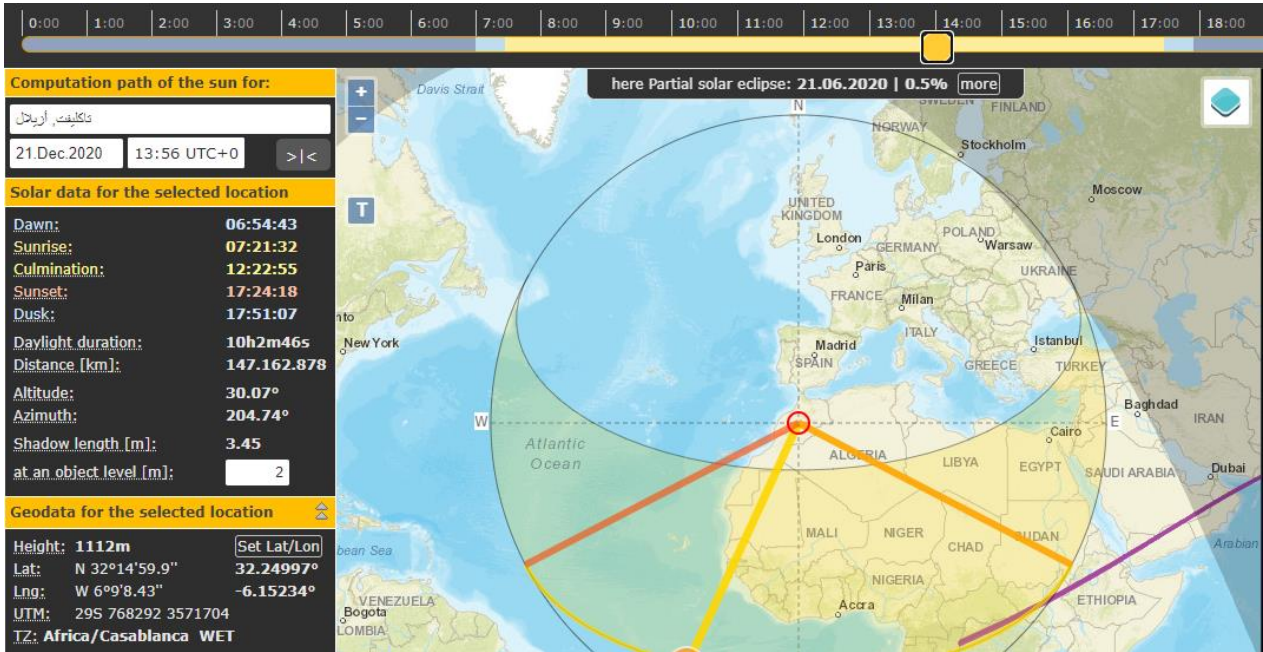 0:00 1:00 2:00 3:00 4:00 5:00 6:00 7:00 8:00 9:00 10:00 11:00 12:00 13:00 14:00 15:00 16:00 17:00 18:00
Computation path of the sun for:
تاكليفت, أزيلال
21.Dec.2020 13:56 UTC+0 >|<
Solar data for the selected location
Dawn: 06:54:43
Sunrise: 07:21:32
Culmination: 12:22:55
Sunset: 17:24:18
Dusk: 17:51:07
Daylight duration: 10h2m46s
Distance [km]: 147.162.878
Altitude: 30.07°
Azimuth: 204.74°
Shadow length [m]: 3.45
at an object level [m]: 2
Geodata for the selected location
Height: 1112m Set Lat/Lon
Lat: N 32°14'59.9" 32.24997°
Lng: W 6°9'8.43" -6.15234°
UTM: 29S 768292 3571704
TZ: Africa/Casablanca WET
+
−
T
here Partial solar eclipse: 21.06.2020 | 0.5% more
Davis Strait
N
SWEDEN
FINLAND
NORWAY
Stockholm
Moscow
UNITED
KINGDOM
London
GERMANY
POLAND
Warsaw
Paris
UKRAINE
FRANCE
Milan
nto
New York
ITALY
Istanbul
Madrid
SPAIN
GREECE
TURKEY
Baghdad
W
E
IRAN
Cairo
Atlantic
Ocean
ALGERIA
LIBYA
EGYPT
SAUDI ARABIA
Dubai
MALI
NIGER
CHAD
SUDAN
bean Sea
Arabian
NIGERIA
VENEZUELA
Bogota
Accra
ETHIOPIA
LOMBIA